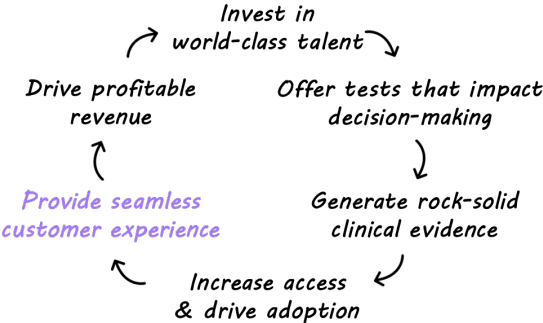 Invest in
world-class talent
Offer tests that impact
decision-making
Generate rock-solid
clinical evidence
Increase access
& drive adoption
Provide seamless
customer experience
Drive profitable
revenue